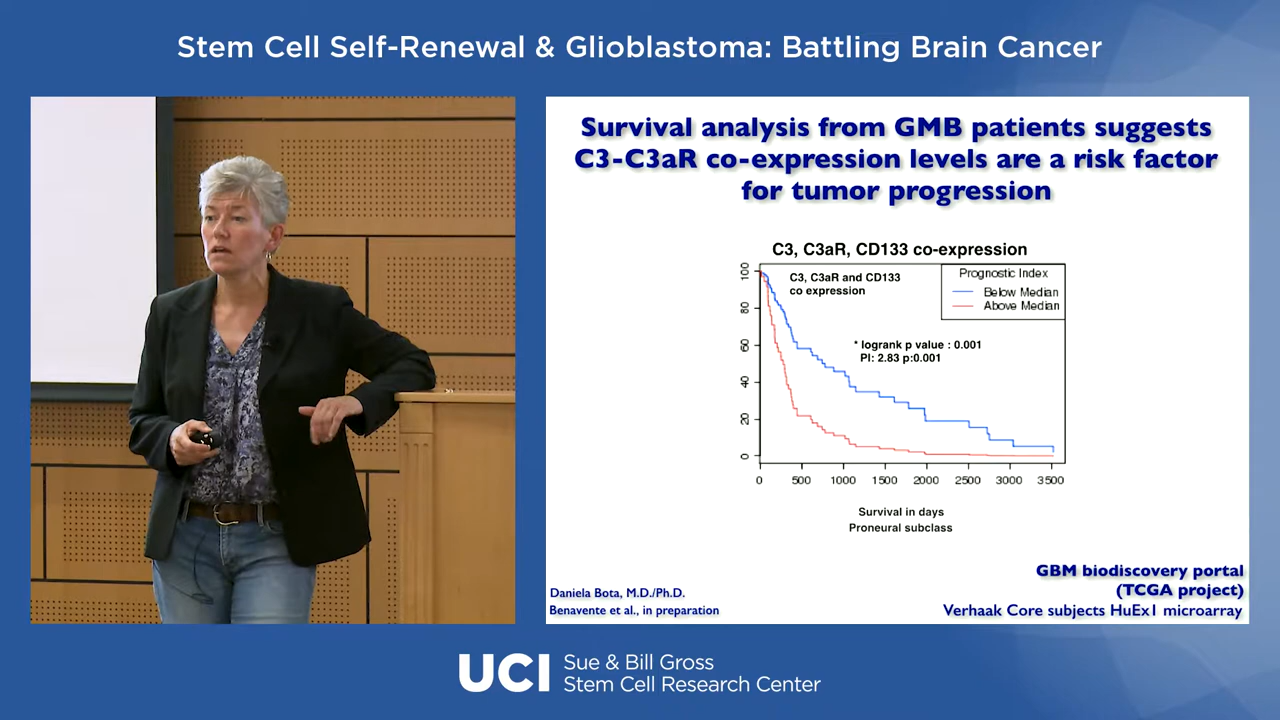 Stem Cell Self-Renewal & Glioblastoma: Battling Brain Cancer
Survival analysis from GMB patients suggests
C3-C3aR co-expression levels are a risk factor
for tumor progression
C3, C3aR, CD133 co-expression
C3, C3aR and CD133
co expression
Prognostic Index
Below Median
Above Median
* logrank p value : 0.001
PI: 2.83 p:0.001
100
80
60
40
20
0
0 500 1000 1500 2000 2500 3000 3500
Survival in days
Proneural subclass
GBM biodiscovery portal
(TCGA project)
Verhaak Core subjects HuEx1 microarray
Daniela Bota, M.D./Ph.D.
Benavente et al., in preparation
UCI
Sue & Bill Gross
Stem Cell Research Center